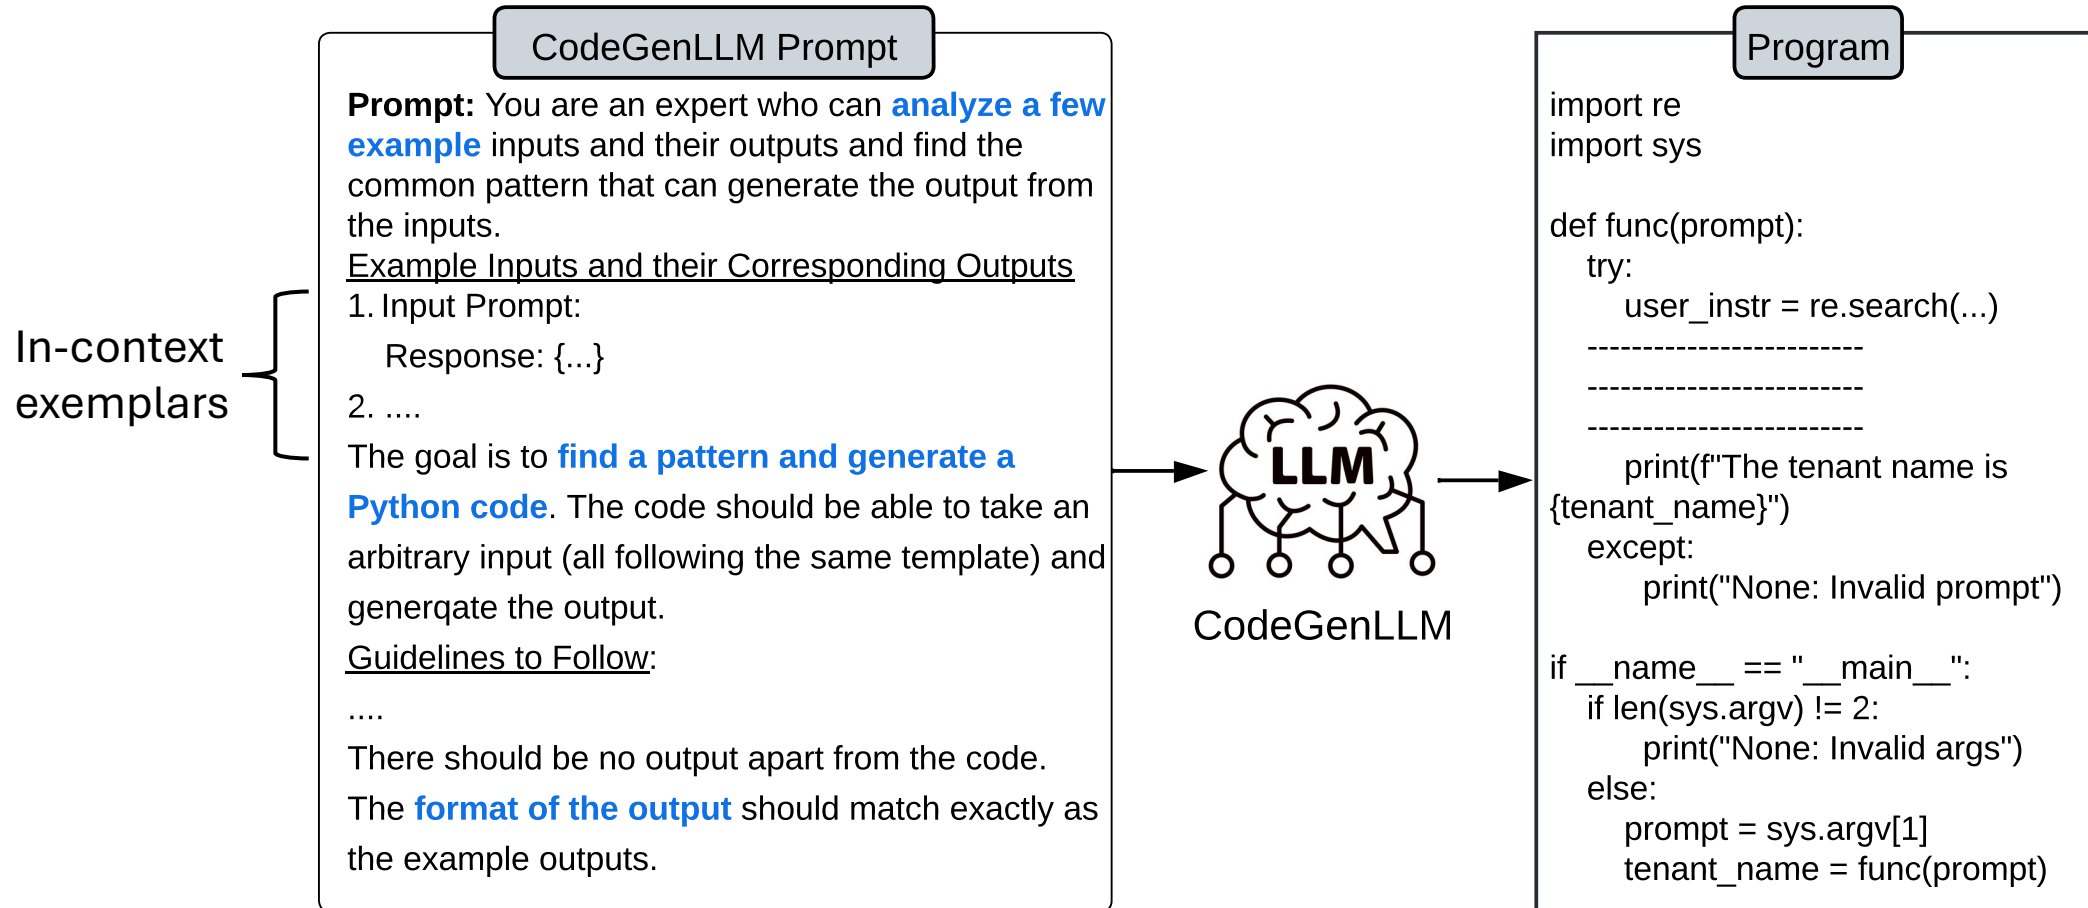 CodeGenLLM Prompt
Prompt: You are an expert who can analyze a few
example inputs and their outputs and find the
common pattern that can generate the output from
the inputs.
Example Inputs and their Corresponding Outputs
1. Input Prompt:
Response: {...}
2. ....
The goal is to find a pattern and generate a
Python code. The code should be able to take an
arbitrary input (all following the same template) and
generqate the output.
Guidelines to Follow:
....
There should be no output apart from the code.
The format of the output should match exactly as
the example outputs.
In-context
exemplars
LLM
CodeGenLLM
Program
import re
import sys
def func(prompt):
try:
user_instr = re.search(...)
-------------------------
-------------------------
-------------------------
print(f"The tenant name is
{tenant_name}")
except:
print("None: Invalid prompt")
if __name__ == "__main__":
if len(sys.argv) != 2:
print("None: Invalid args")
else:
prompt = sys.argv[1]
tenant_name = func(prompt)